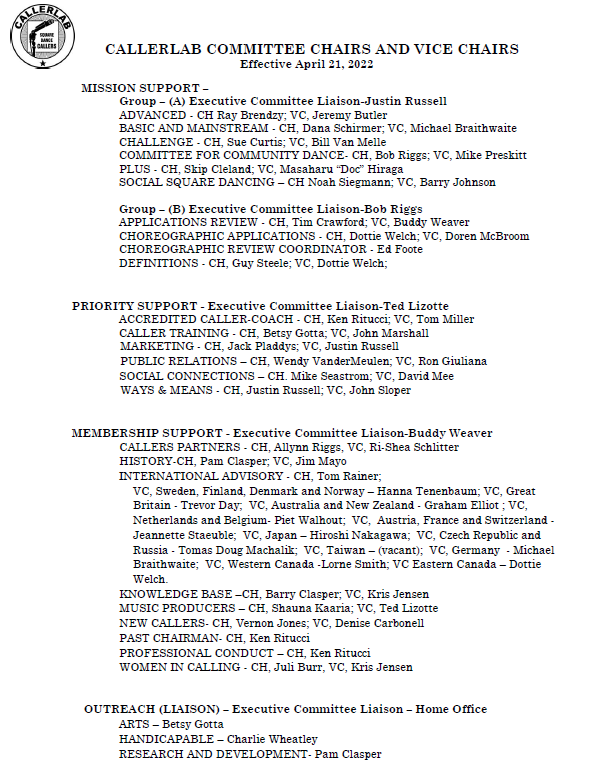 CALLERLAB
SQUARE
DANCE
CALLERS
CALLERLAB COMMITTEE CHAIRS AND VICE CHAIRS
Effective April 21, 2022
MISSION SUPPORT –
Group – (A) Executive Committee Liaison-Justin Russell
ADVANCED - CH Ray Brendzy; VC, Jeremy Butler
BASIC AND MAINSTREAM - CH, Dana Schirmer; VC, Michael Braithwaite
CHALLENGE - CH, Sue Curtis; VC, Bill Van Melle
COMMITTEE FOR COMMUNITY DANCE- CH, Bob Riggs; VC, Mike Preskitt
PLUS - CH, Skip Cleland; VC, Masaharu “Doc” Hiraga
SOCIAL SQUARE DANCING – CH Noah Siegmann; VC, Barry Johnson
Group – (B) Executive Committee Liaison-Bob Riggs
APPLICATIONS REVIEW - CH, Tim Crawford; VC, Buddy Weaver
CHOREOGRAPHIC APPLICATIONS - CH, Dottie Welch; VC, Doren McBroom
CHOREOGRAPHIC REVIEW COORDINATOR - Ed Foote
DEFINITIONS - CH, Guy Steele; VC, Dottie Welch;
PRIORITY SUPPORT - Executive Committee Liaison-Ted Lizotte
ACCREDITED CALLER-COACH - CH, Ken Ritucci; VC, Tom Miller
CALLER TRAINING - CH, Betsy Gotta; VC, John Marshall
MARKETING - CH, Jack Pladdys; VC, Justin Russell
PUBLIC RELATIONS – CH, Wendy VanderMeulen; VC, Ron Giuliana
SOCIAL CONNECTIONS – CH. Mike Seastrom; VC, David Mee
WAYS & MEANS - CH, Justin Russell; VC, John Sloper
MEMBERSHIP SUPPORT - Executive Committee Liaison-Buddy Weaver
CALLERS PARTNERS - CH, Allynn Riggs, VC, Ri-Shea Schlitter
HISTORY-CH, Pam Clasper; VC, Jim Mayo
INTERNATIONAL ADVISORY - CH, Tom Rainer;
VC, Sweden, Finland, Denmark and Norway – Hanna Tenenbaum; VC, Great
Britain - Trevor Day; VC, Australia and New Zealand - Graham Elliot ; VC,
Netherlands and Belgium- Piet Walhout; VC, Austria, France and Switzerland -
Jeannette Staeuble; VC, Japan – Hiroshi Nakagawa; VC, Czech Republic and
Russia - Tomas Doug Machalik; VC, Taiwan – (vacant); VC, Germany - Michael
Braithwaite; VC, Western Canada -Lorne Smith; VC Eastern Canada – Dottie
Welch.
KNOWLEDGE BASE –CH, Barry Clasper; VC, Kris Jensen
MUSIC PRODUCERS – CH, Shauna Kaaria; VC, Ted Lizotte
NEW CALLERS- CH, Vernon Jones; VC, Denise Carbonell
PAST CHAIRMAN- CH, Ken Ritucci
PROFESSIONAL CONDUCT – CH, Ken Ritucci
WOMEN IN CALLING - CH, Juli Burr, VC, Kris Jensen
OUTREACH (LIAISON) – Executive Committee Liaison – Home Office
ARTS – Betsy Gotta
HANDICAPABLE – Charlie Wheatley
RESEARCH AND DEVELOPMENT- Pam Clasper